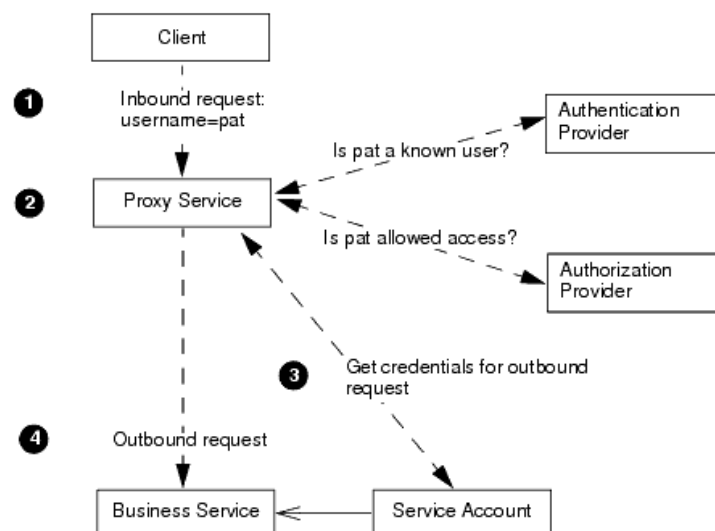 Client
1
Inbound request:
username=pat
Authentication
Provider
Is pat a known user?
2
Proxy Service
Is pat allowed access?
Authorization
Provider
3
Get credentials for outbound
request
4
Outbound request
Business Service
Service Account